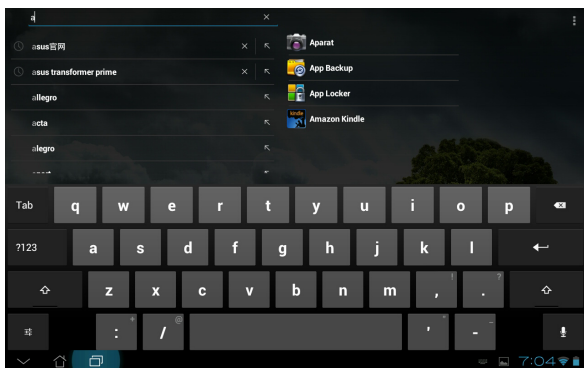 a
asus官网
asus transformer prime
allegro
acta
alegro
Aparat
App Backup
App Locker
kindle
Amazon Kindle
Tab q w e r t y u i o p
?123 a s d f g h j k l
z x c v b n m , ! . ?
: + / @ ' " - _
7:04